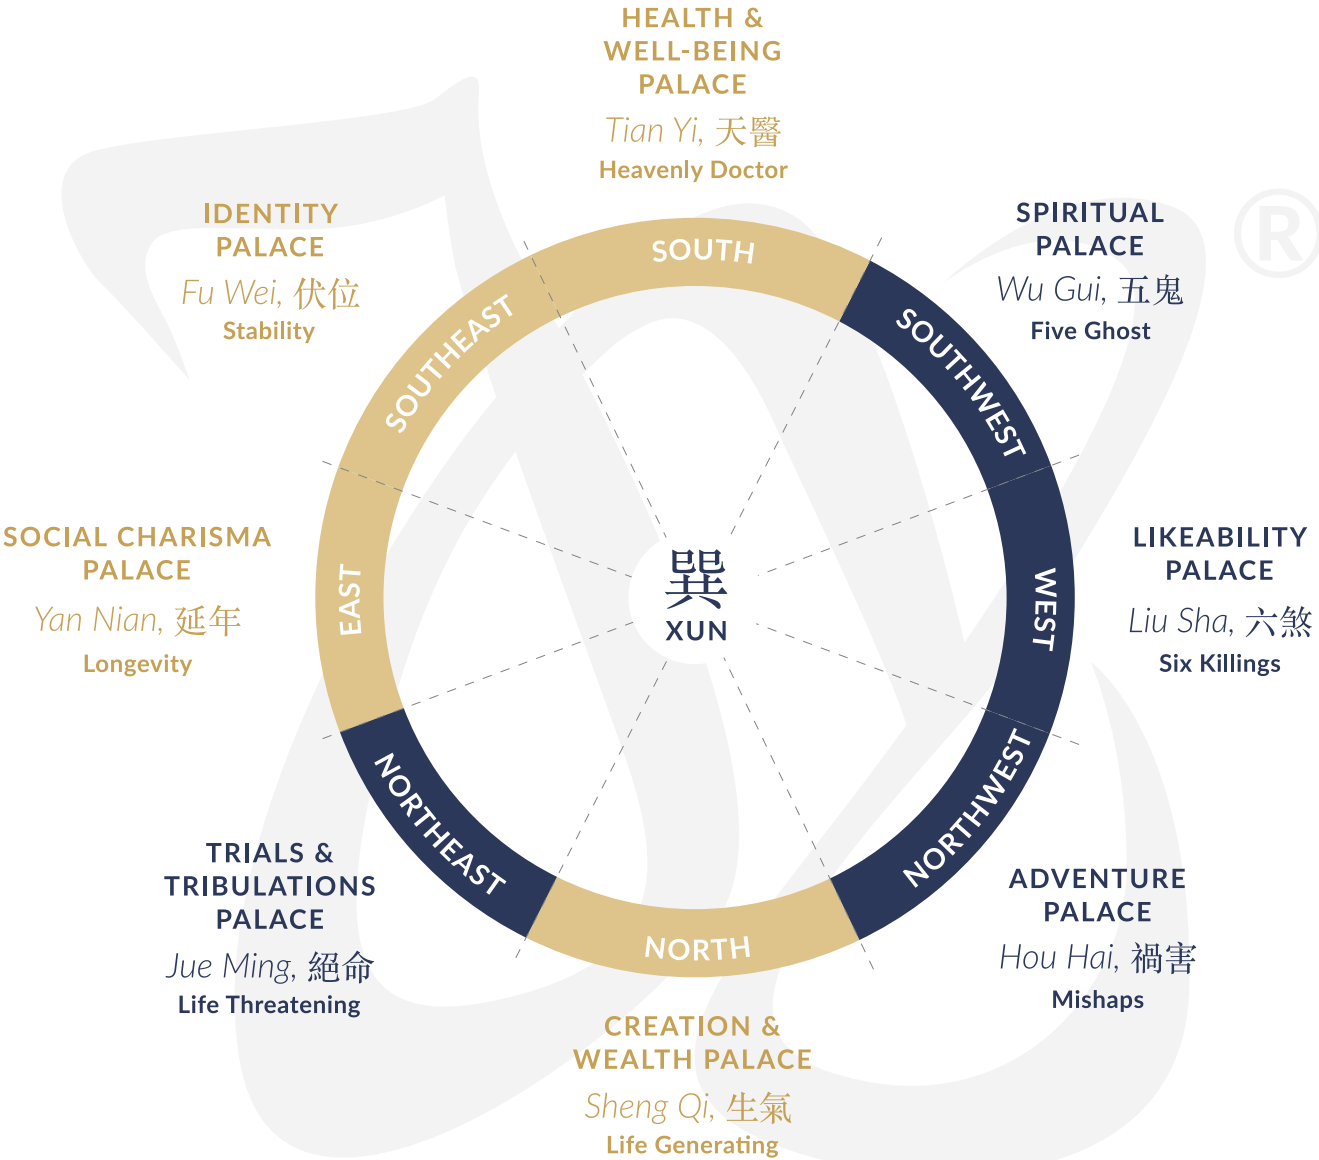 HEALTH &
WELL-BEING
PALACE
Tian Yi, 天醫
Heavenly Doctor
IDENTITY
PALACE
Fu Wei, 伏位
Stability
SPIRITUAL
PALACE
Wu Gui, 五鬼
Five Ghost
®
SOUTH
SOUTHEAST
SOUTHWEST
SOCIAL CHARISMA
PALACE
Yan Nian, 延年
Longevity
EAST
巽
XUN
WEST
LIKEABILITY
PALACE
Liu Sha, 六煞
Six Killings
NORTHEAST
NORTHWEST
NORTH
TRIALS &
TRIBULATIONS
PALACE
Jue Ming, 絕命
Life Threatening
ADVENTURE
PALACE
Hou Hai, 禍害
Mishaps
CREATION &
WEALTH PALACE
Sheng Qi, 生氣
Life Generating